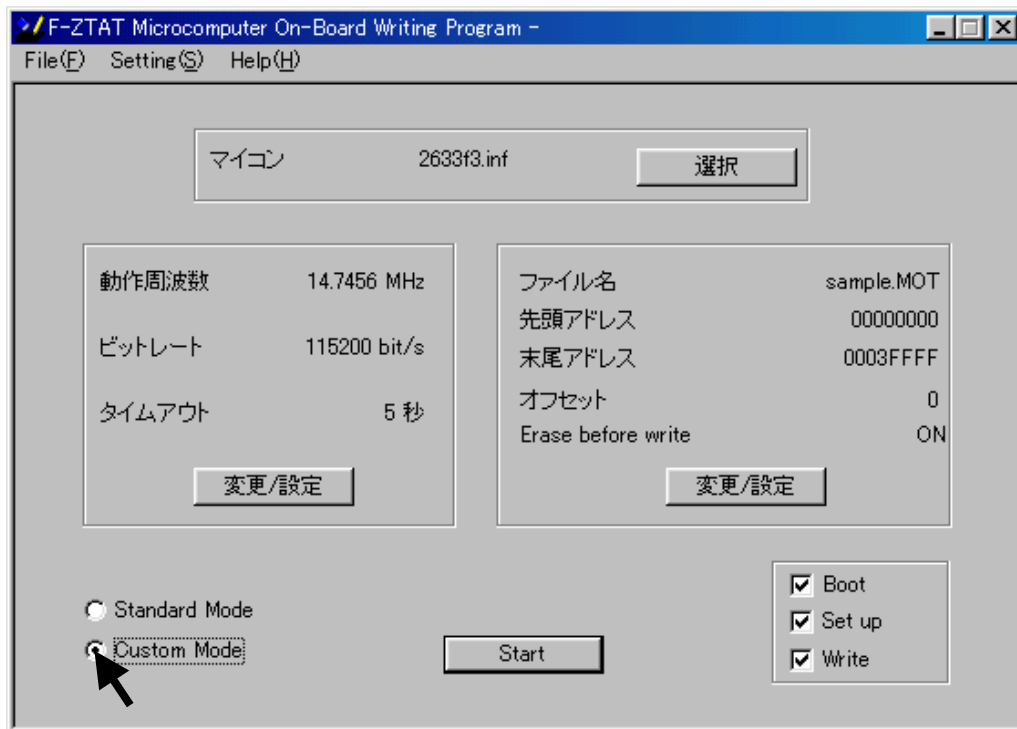 F-ZTAT Microcomputer On-Board Writing Program -
File(F) Setting(S) Help(H)
マイコン 2633f3.inf 選択
動作周波数 14.7456 MHz
ビットレート 115200 bit/s
タイムアウト 5 秒
変更/設定
ファイル名 sample.MOT
先頭アドレス 00000000
末尾アドレス 0003FFFF
オフセット 0
Erase before write ON
変更/設定
Standard Mode
Custom Mode
Start
Boot
Set up
Write